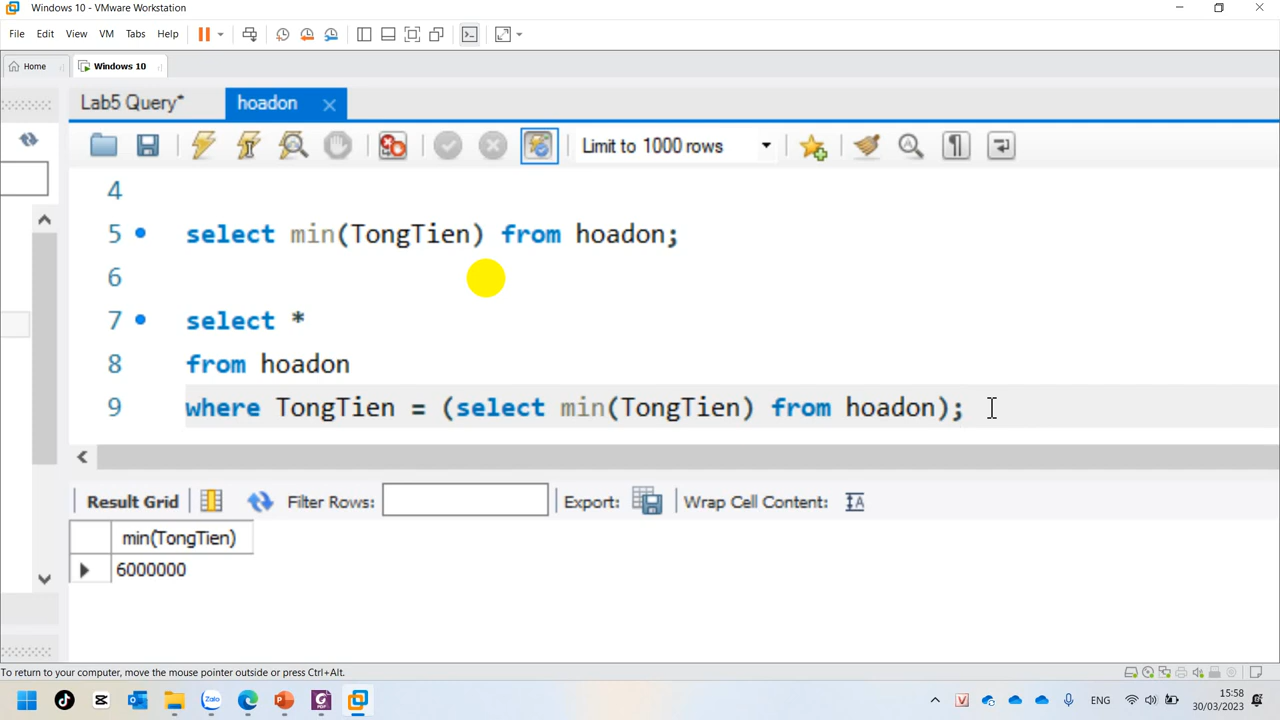 Windows 10 - VMware Workstation
File Edit View VM Tabs Help
Home Windows 10
Lab5 Query* hoadon
Limit to 1000 rows
4
5 select min(TongTien) from hoadon;
6
7 select *
8 from hoadon
9 where TongTien = (select min(TongTien) from hoadon);
Result Grid Filter Rows: Export: Wrap Cell Content:
min(TongTien)
6000000
To return to your computer, move the mouse pointer outside or press Ctrl+Alt.
Zalo ENG 15:58
30/03/2023